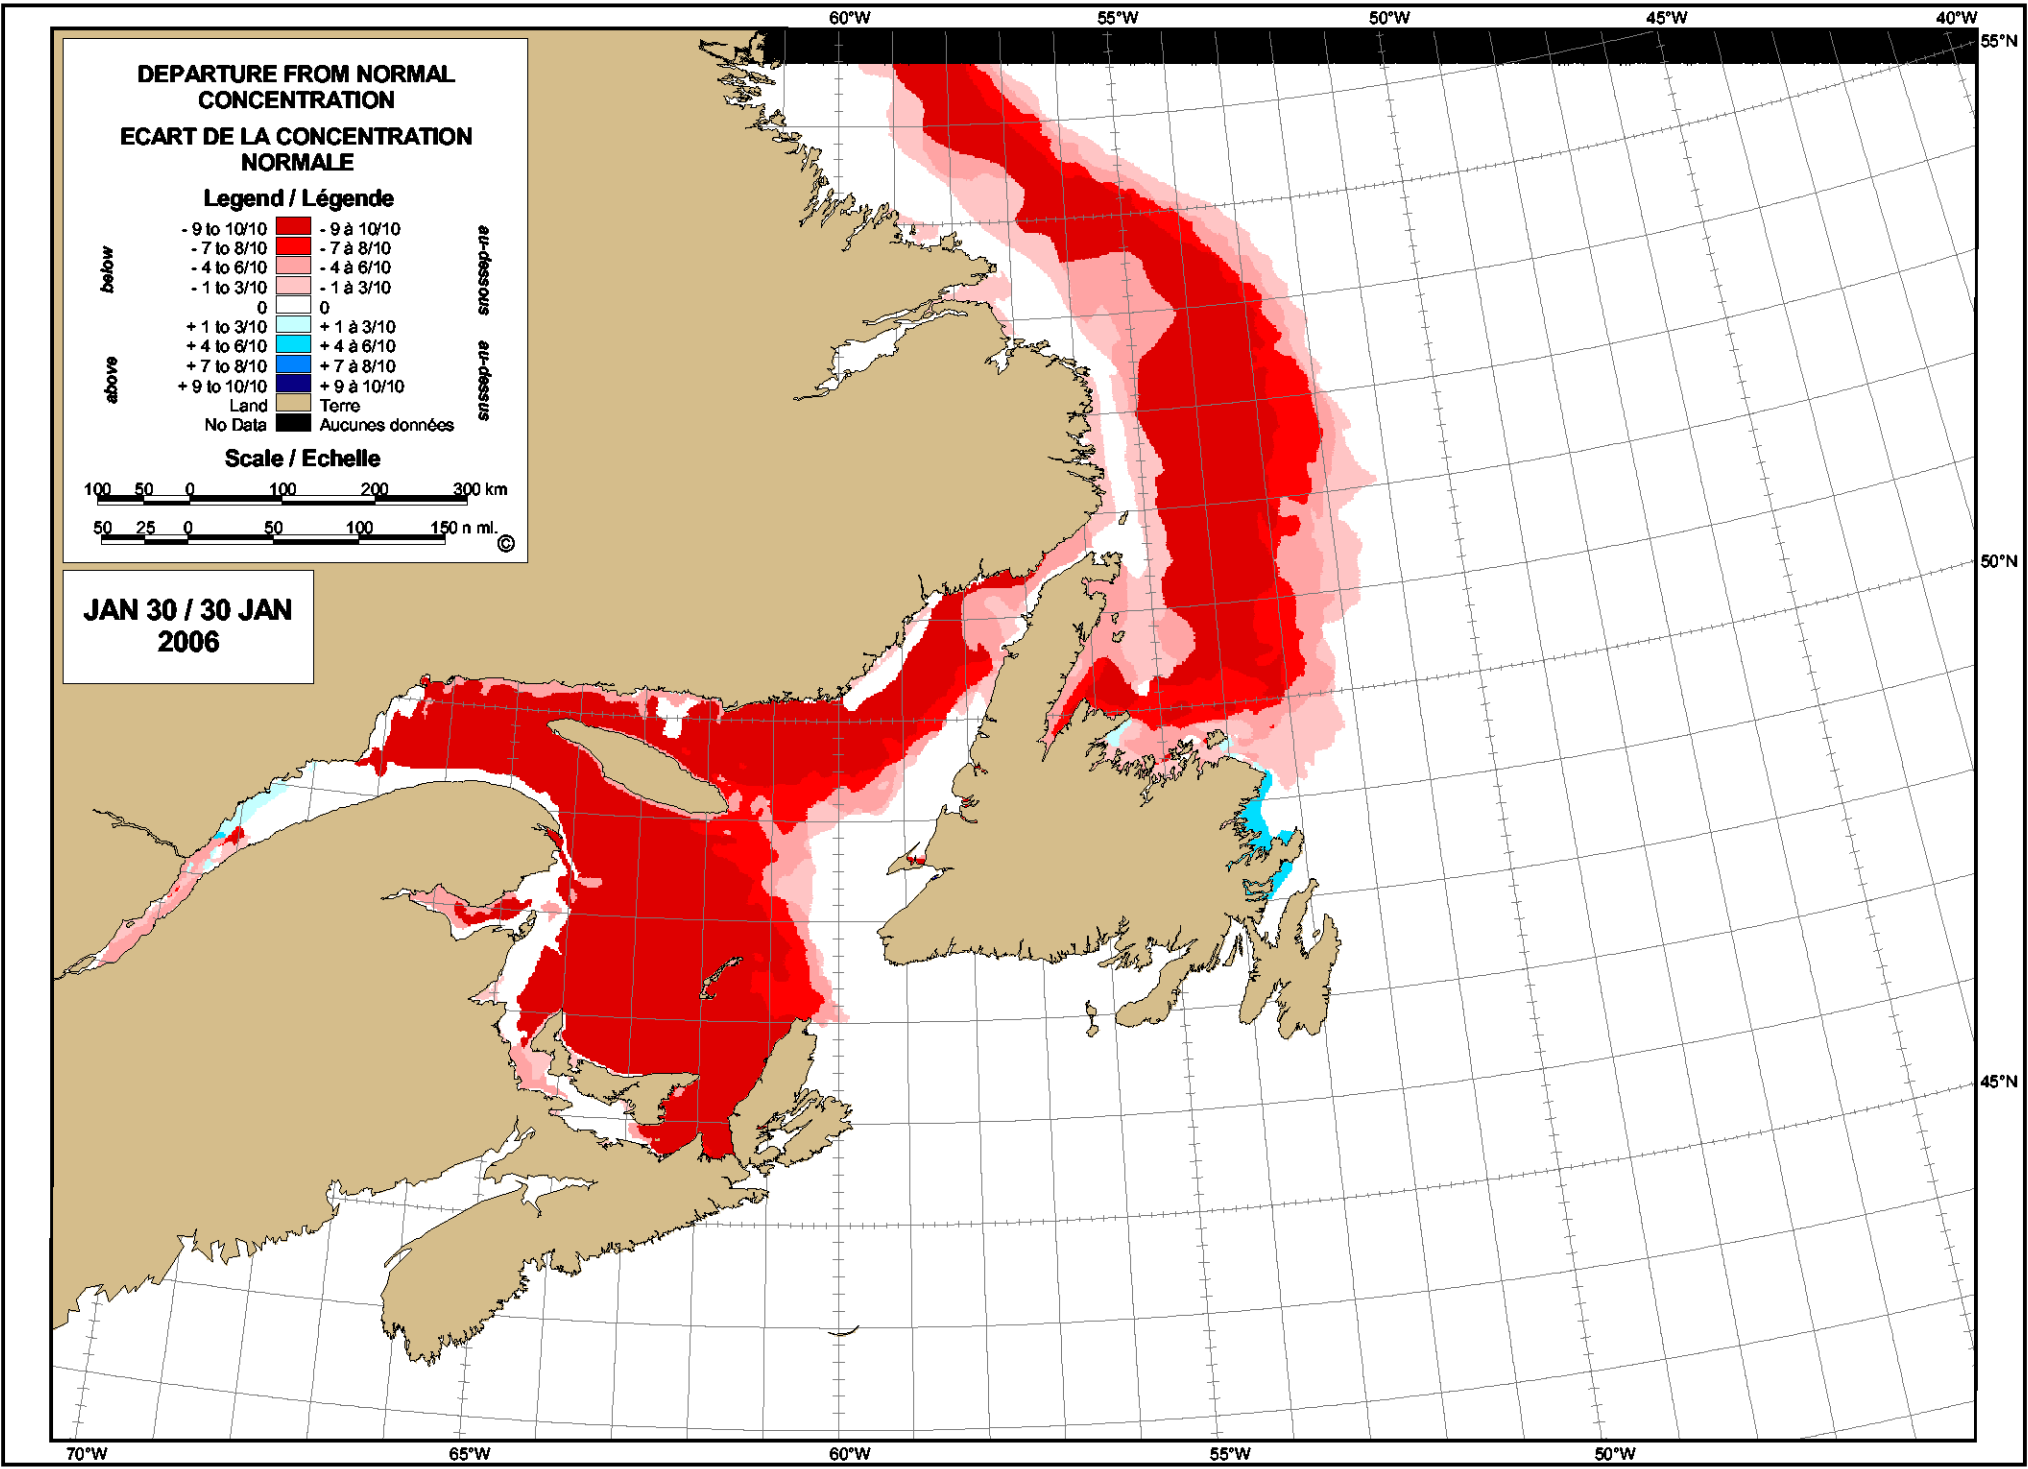 60°W 55°W 50°W 45°W 40°W
55°N
DEPARTURE FROM NORMAL
CONCENTRATION
ECART DE LA CONCENTRATION
NORMALE
Legend / Légende
- 9 to 10/10 - 9 à 10/10
- 7 to 8/10 - 7 à 8/10
- 4 to 6/10 - 4 à 6/10
- 1 to 3/10 - 1 à 3/10
0 0
+ 1 to 3/10 + 1 à 3/10
+ 4 to 6/10 + 4 à 6/10
+ 7 to 8/10 + 7 à 8/10
+ 9 to 10/10 + 9 à 10/10
Land Terre
No Data Aucunes données
below
above
au-dessous
au-dessus
Scale / Echelle
100 50 0 100 200 300 km
50 25 0 50 100 150 n ml.
©
JAN 30 / 30 JAN
2006
50°N
45°N
70°W 65°W 60°W 55°W 50°W